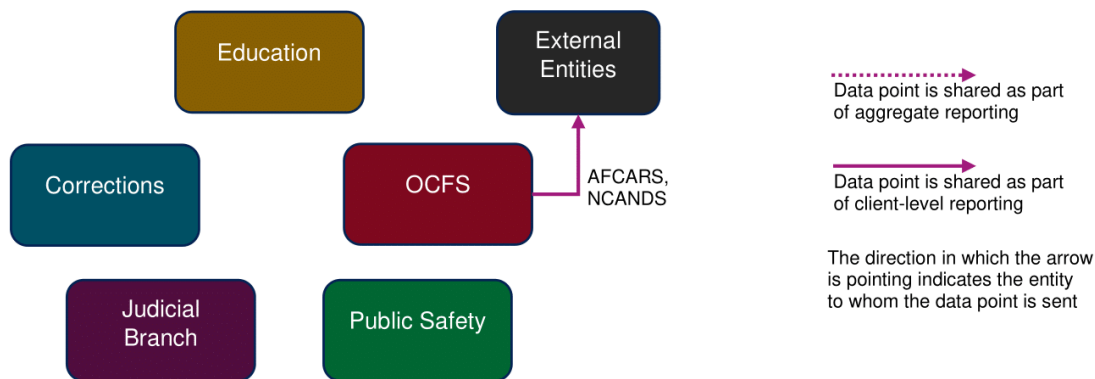 Education
External
Entities
Corrections
OCFS
AFCARS,
NCANDS
Judicial
Branch
Public Safety
Data point is shared as part
of aggregate reporting
Data point is shared as part
of client-level reporting
The direction in which the arrow
is pointing indicates the entity
to whom the data point is sent